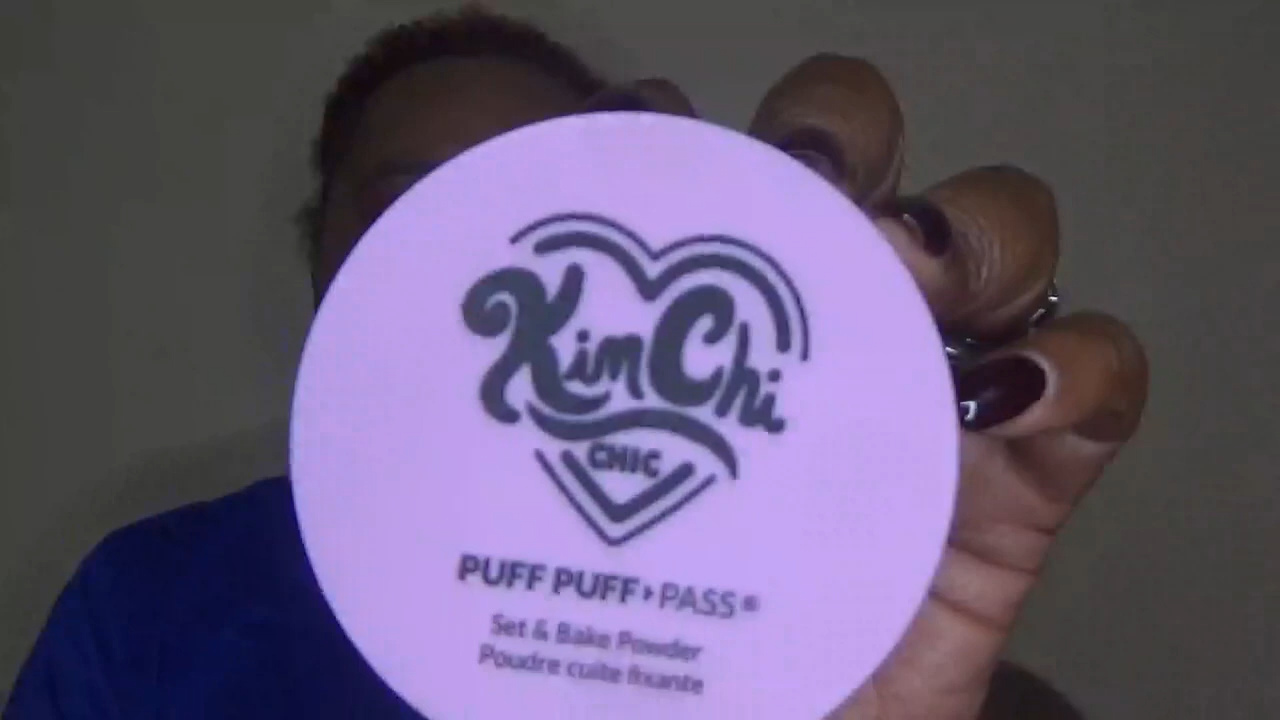 KimChi
CHIC
PUFF PUFF PASS®
Set & Bake Powder
Poudre cuite fixante